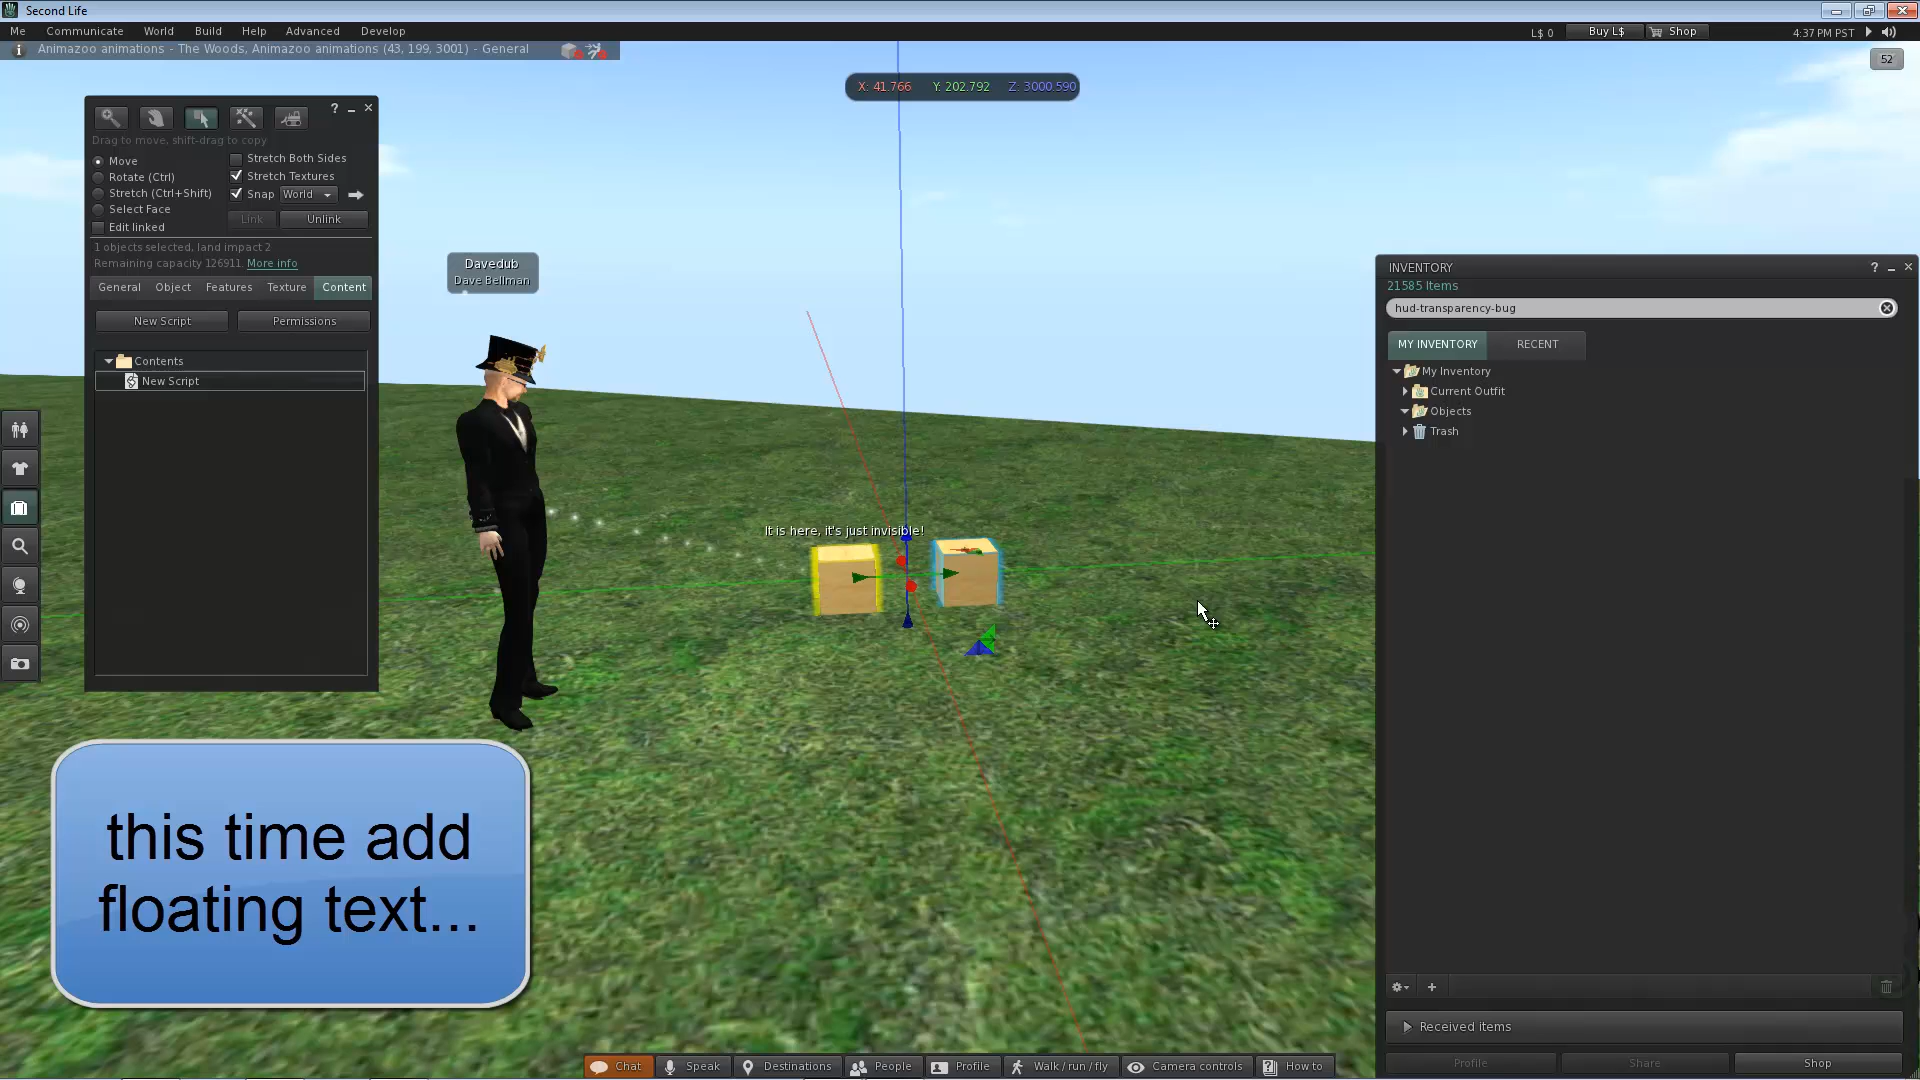 Second Life
Me Communicate World Build Help Advanced Develop
L$ 0 Buy L$ Shop 4:37 PM PST
Animazoo animations - The Woods, Animazoo animations (43, 199, 3001) - General
52
X: 41.766 Y: 202.792 Z: 3000.590
Drag to move, shift-drag to copy
Move
Rotate (Ctrl)
Stretch (Ctrl+Shift)
Select Face
Edit linked
Stretch Both Sides
Stretch Textures
Snap World
Link Unlink
1 objects selected, land impact 2
Remaining capacity 126911. More info
General Object Features Texture Content
New Script Permissions
Contents
New Script
Davedub
Dave Bellman
It is here, it's just invisible!
INVENTORY
21585 Items
hud-transparency-bug
MY INVENTORY RECENT
My Inventory
Current Outfit
Objects
Trash
Received items
Profile Share Shop
this time add
floating text...
Chat Speak Destinations People Profile Walk / run / fly Camera controls How to